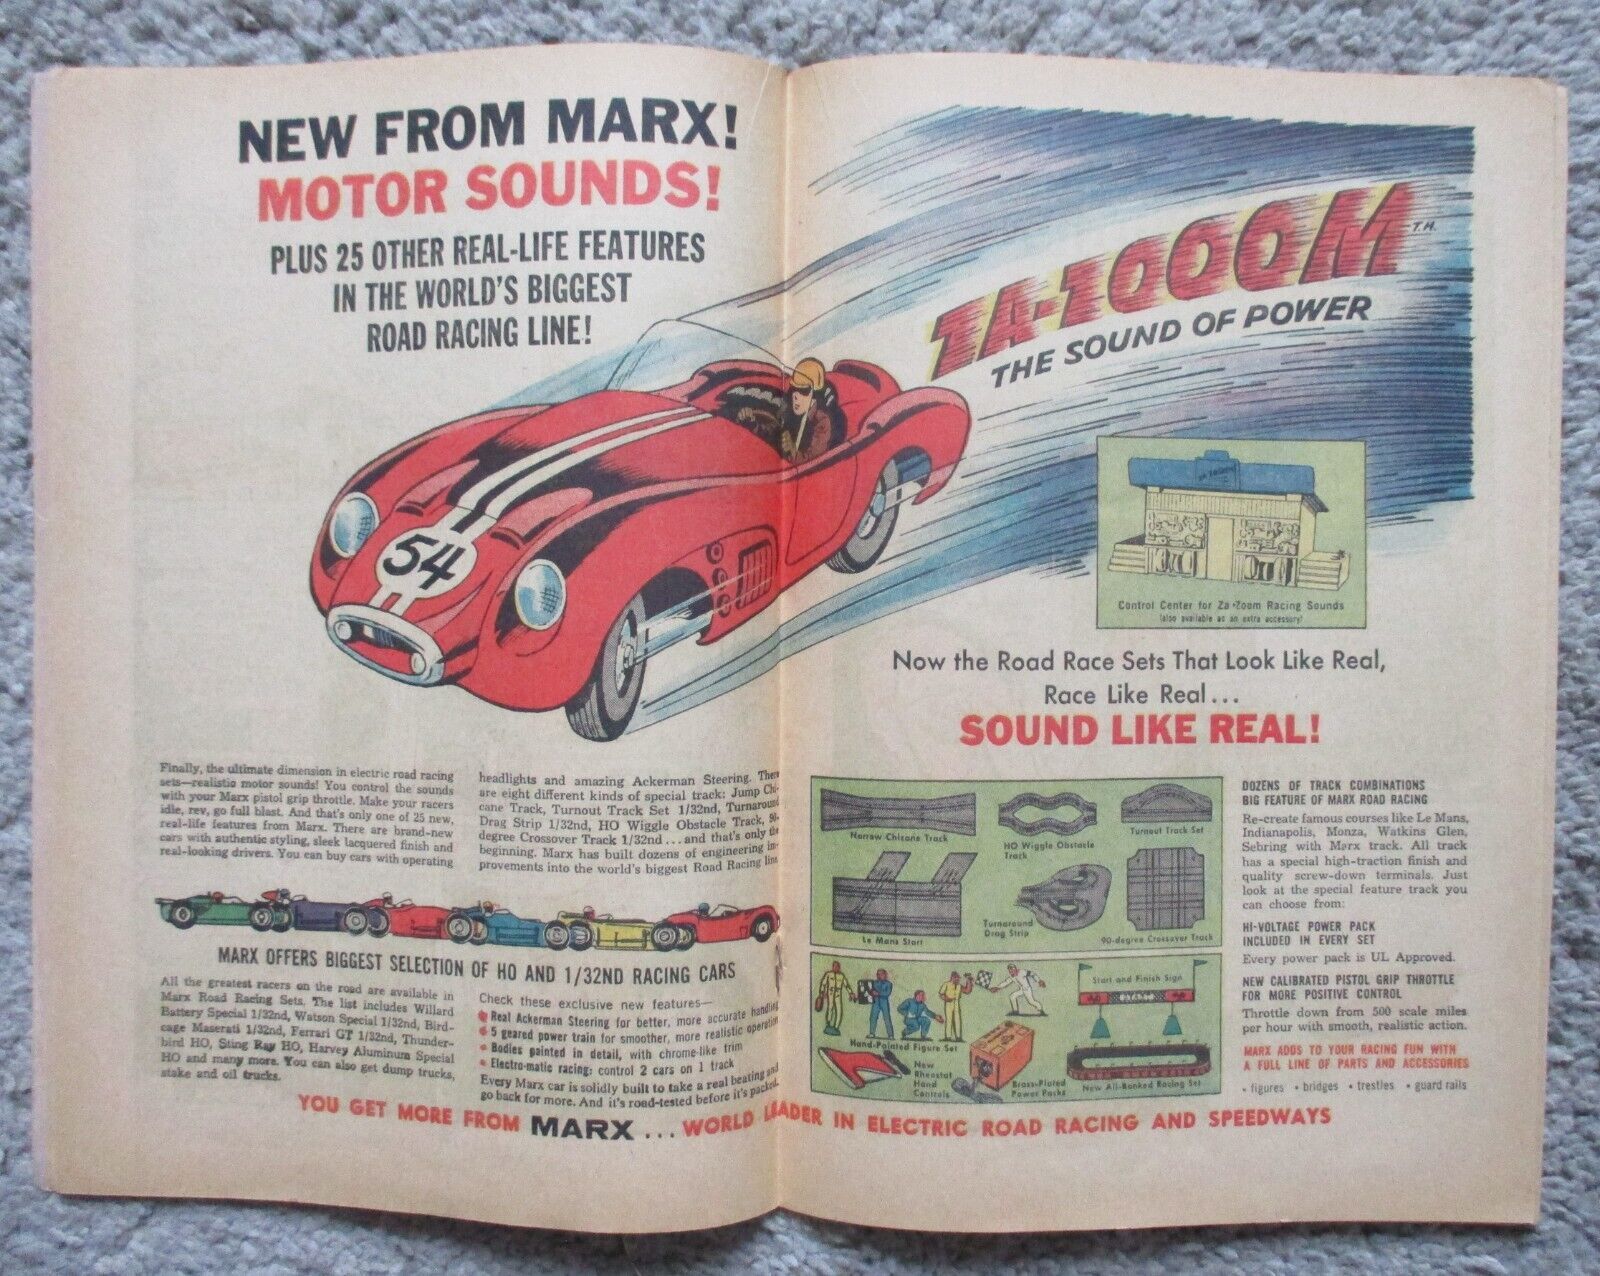 NEW FROM MARX!
MOTOR SOUNDS!
PLUS 25 OTHER REAL-LIFE FEATURES
IN THE WORLD'S BIGGEST
ROAD RACING LINE!
54
ZA-ZOOOM T.M.
THE SOUND OF POWER
Control Center for Za-Zoom Racing Sounds
(also available as an extra accessory)
Now the Road Race Sets That Look Like Real,
Race Like Real...
SOUND LIKE REAL!
Finally, the ultimate dimension in electric road racing
sets—realistic motor sounds! You control the sounds
with your Marx pistol grip throttle. Make your racers
idle, rev, go full blast. And that's only one of 25 new,
real-life features from Marx. There are brand-new
cars with authentic styling, sleek lacquered finish and
real-looking drivers. You can buy cars with operating
headlights and amazing Ackerman Steering. There
are eight different kinds of special track: Jump Chi-
cane Track, Turnout Track Set 1/32nd, Turnaround
Drag Strip 1/32nd, HO Wiggle Obstacle Track, 90-
degree Crossover Track 1/32nd ... and that's only the
beginning. Marx has built dozens of engineering im-
provements into the world's biggest Road Racing line.
MARX OFFERS BIGGEST SELECTION OF HO AND 1/32ND RACING CARS
All the greatest racers on the road are available in
Marx Road Racing Sets. The list includes Willard
Battery Special 1/32nd, Watson Special 1/32nd, Bird-
cage Maserati 1/32nd, Ferrari GT 1/32nd, Thunder-
bird HO, Sting Ray HO, Harvey Aluminum Special
HO and many more. You can also get dump trucks,
stake and oil trucks.
Check these exclusive new features—
• Real Ackerman Steering for better, more accurate handling
• 5 geared power train for smoother, more realistic operation
• Bodies painted in detail, with chrome-like trim
• Electro-matic racing: control 2 cars on 1 track
Every Marx car is solidly built to take a real beating and
go back for more. And it's road-tested before it's packed.
Narrow Chicane Track
HO Wiggle Obstacle
Track
Turnout Track Set
Le Mans Start
Turnaround
Drag Strip
90-degree Crossover Track
Hand-Painted Figure Set
Start and Finish Sign
START
New
Rheostat
Hand
Controls
Brass-Plated
Power Packs
New All-Banked Racing Set
DOZENS OF TRACK COMBINATIONS
BIG FEATURE OF MARX ROAD RACING
Re-create famous courses like Le Mans,
Indianapolis, Monza, Watkins Glen,
Sebring with Marx track. All track
has a special high-traction finish and
quality screw-down terminals. Just
look at the special feature track you
can choose from:
HI-VOLTAGE POWER PACK
INCLUDED IN EVERY SET
Every power pack is UL Approved.
NEW CALIBRATED PISTOL GRIP THROTTLE
FOR MORE POSITIVE CONTROL
Throttle down from 500 scale miles
per hour with smooth, realistic action.
MARX ADDS TO YOUR RACING FUN WITH
A FULL LINE OF PARTS AND ACCESSORIES
• figures • bridges • trestles • guard rails
YOU GET MORE FROM MARX ... WORLD LEADER IN ELECTRIC ROAD RACING AND SPEEDWAYS